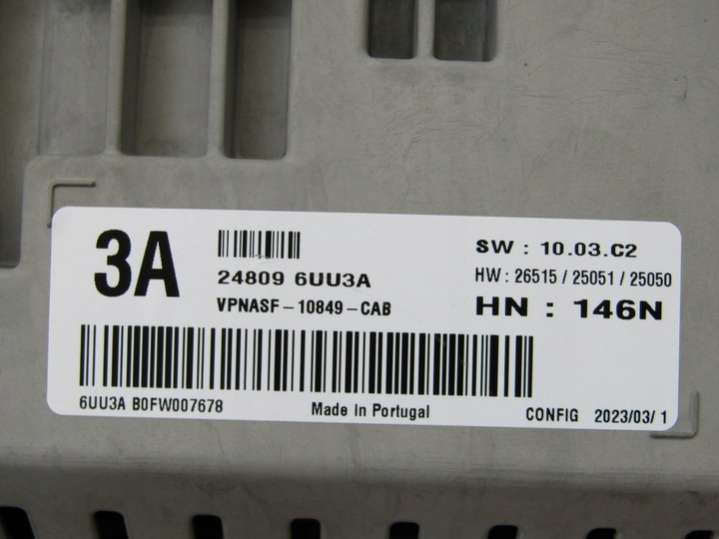 3A
24809 6UU3A
VPNASF-10849-CAB
SW : 10.03.C2
HW : 26515 / 25051 / 25050
HN : 146N
6UU3A B0FW007678
Made In Portugal
CONFIG 2023/03/ 1